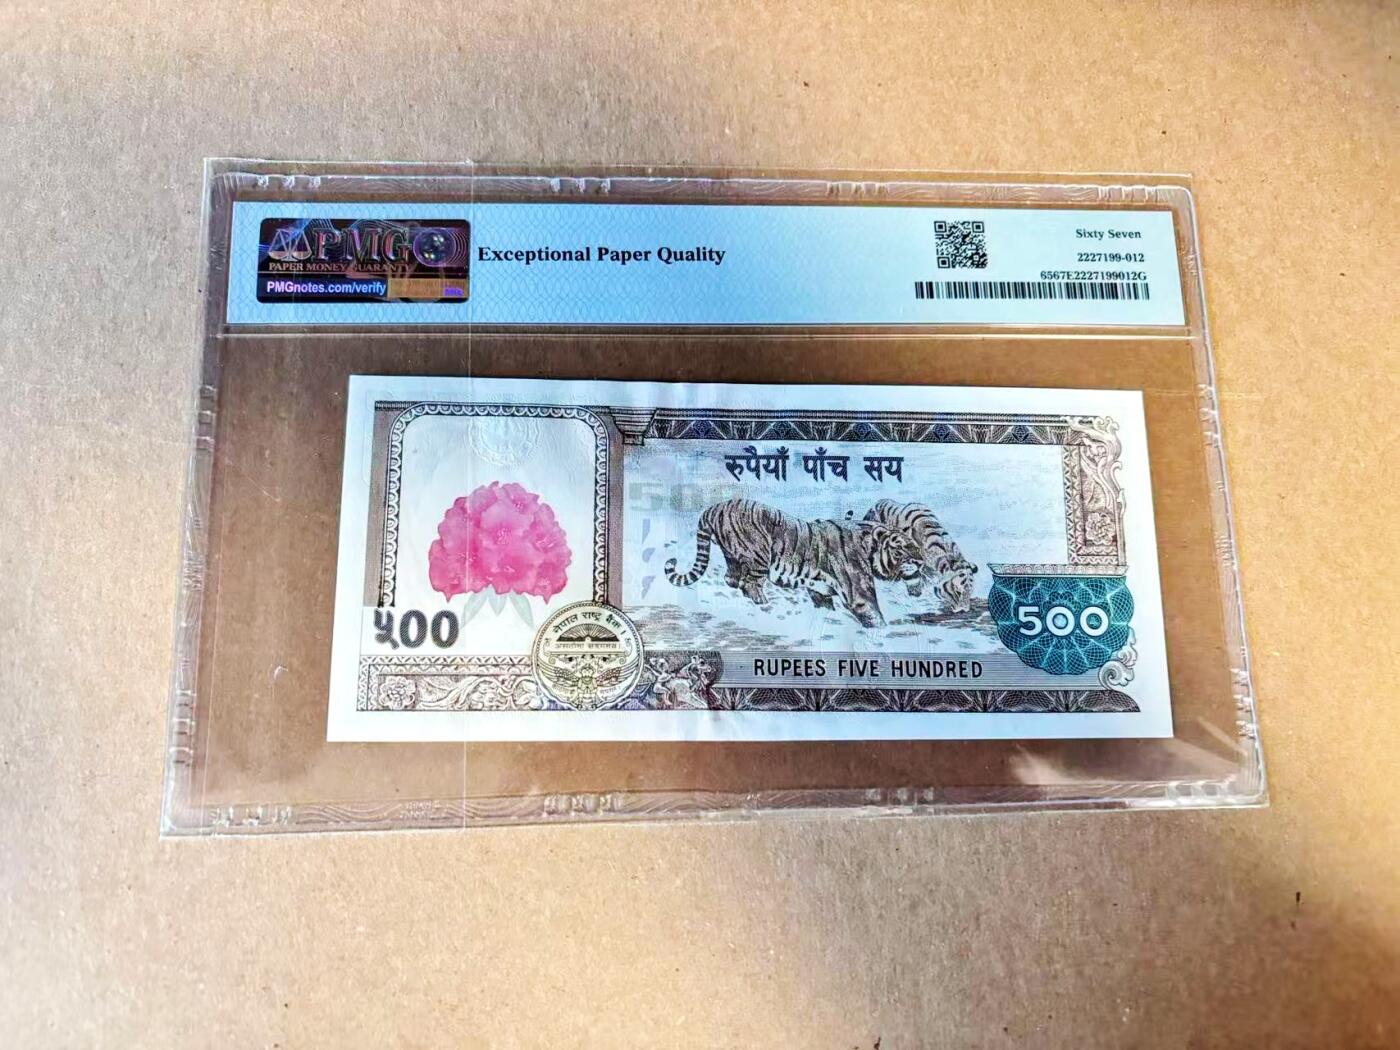 PMG
PAPER MONEY GUARANTY
PMGnotes.com/verify
Exceptional Paper Quality
Sixty Seven
2227199-012
6567E2227199012G
रुपैयाँ पाँच सय
500
५००
नेपाल राष्ट्र बैंक
500
RUPEES FIVE HUNDRED